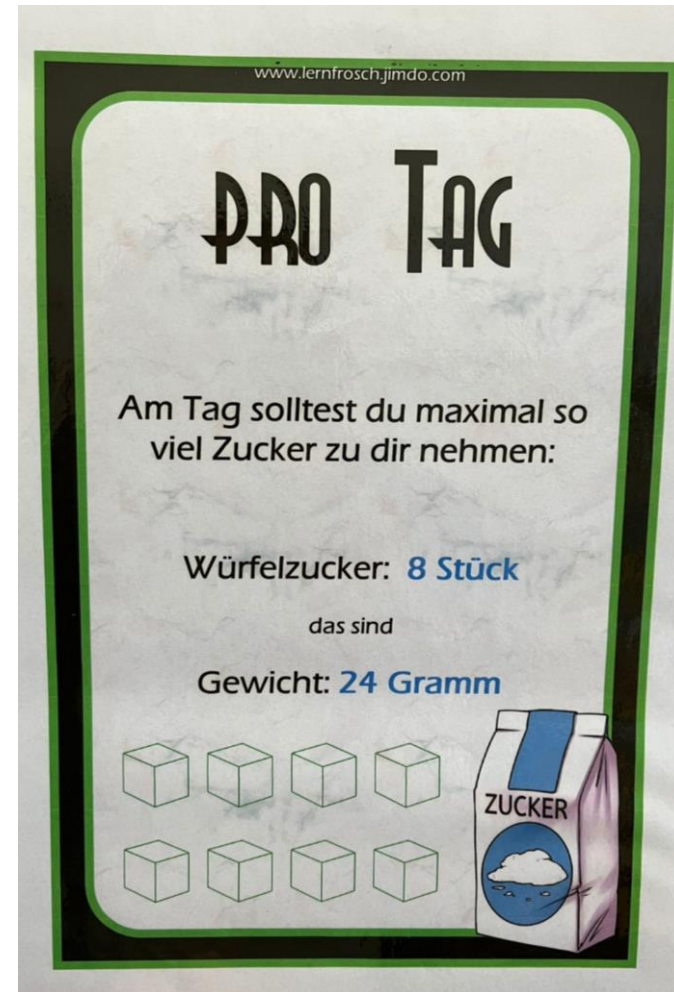 www.lernfrosch.jimdo.com
PRO TAG
Am Tag solltest du maximal so
viel Zucker zu dir nehmen:
Würfelzucker: 8 Stück
das sind
Gewicht: 24 Gramm
ZUCKER